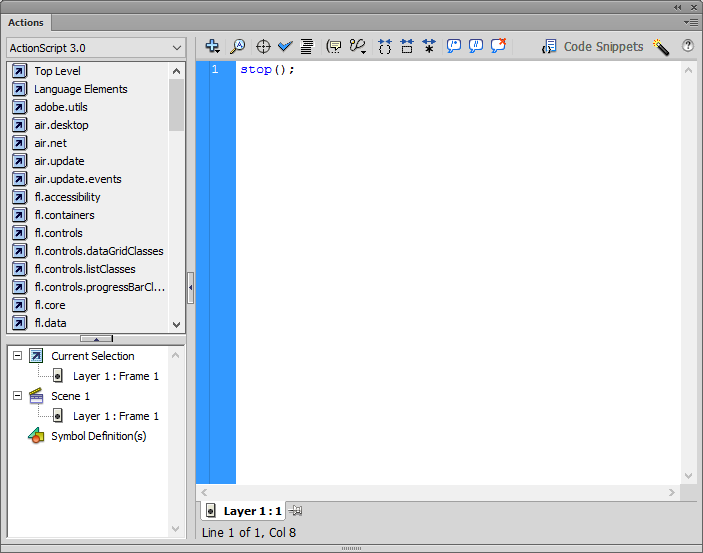 Actions
ActionScript 3.0
Top Level
Language Elements
adobe.utils
air.desktop
air.net
air.update
air.update.events
fl.accessibility
fl.containers
fl.controls
fl.controls.dataGridClasses
fl.controls.listClasses
fl.controls.progressBarCl...
fl.core
fl.data
Current Selection
Layer 1 : Frame 1
Scene 1
Layer 1 : Frame 1
Symbol Definition(s)
Code Snippets
1 stop();
Layer 1 : 1
Line 1 of 1, Col 8